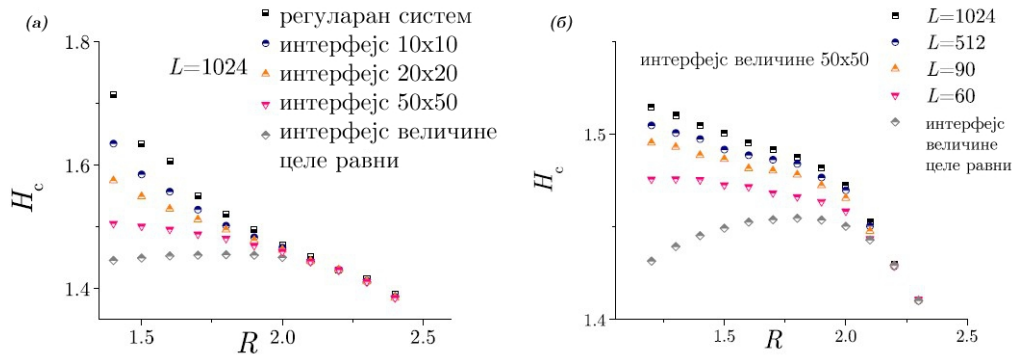 (а)
регуларан систем
интерфејс 10x10
интерфејс 20x20
интерфејс 50x50
интерфејс величине
целе равни
L=1024
1.8
1.6
1.4
Hc
1.5
2.0
2.5
R
(б)
L=1024
L=512
L=90
L=60
интерфејс
величине
целе равни
интерфејс величине 50x50
1.5
1.4
Hc
1.5
2.0
2.5
R